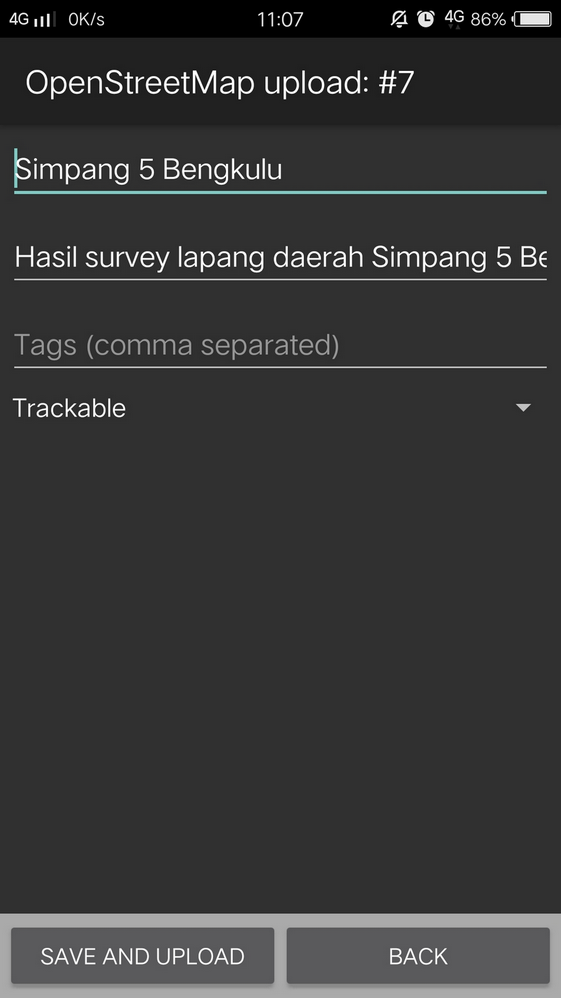 4G 0K/s 11:07 4G 86%
OpenStreetMap upload: #7
Simpang 5 Bengkulu
Hasil survey lapang daerah Simpang 5 Be
Tags (comma separated)
Trackable
SAVE AND UPLOAD BACK